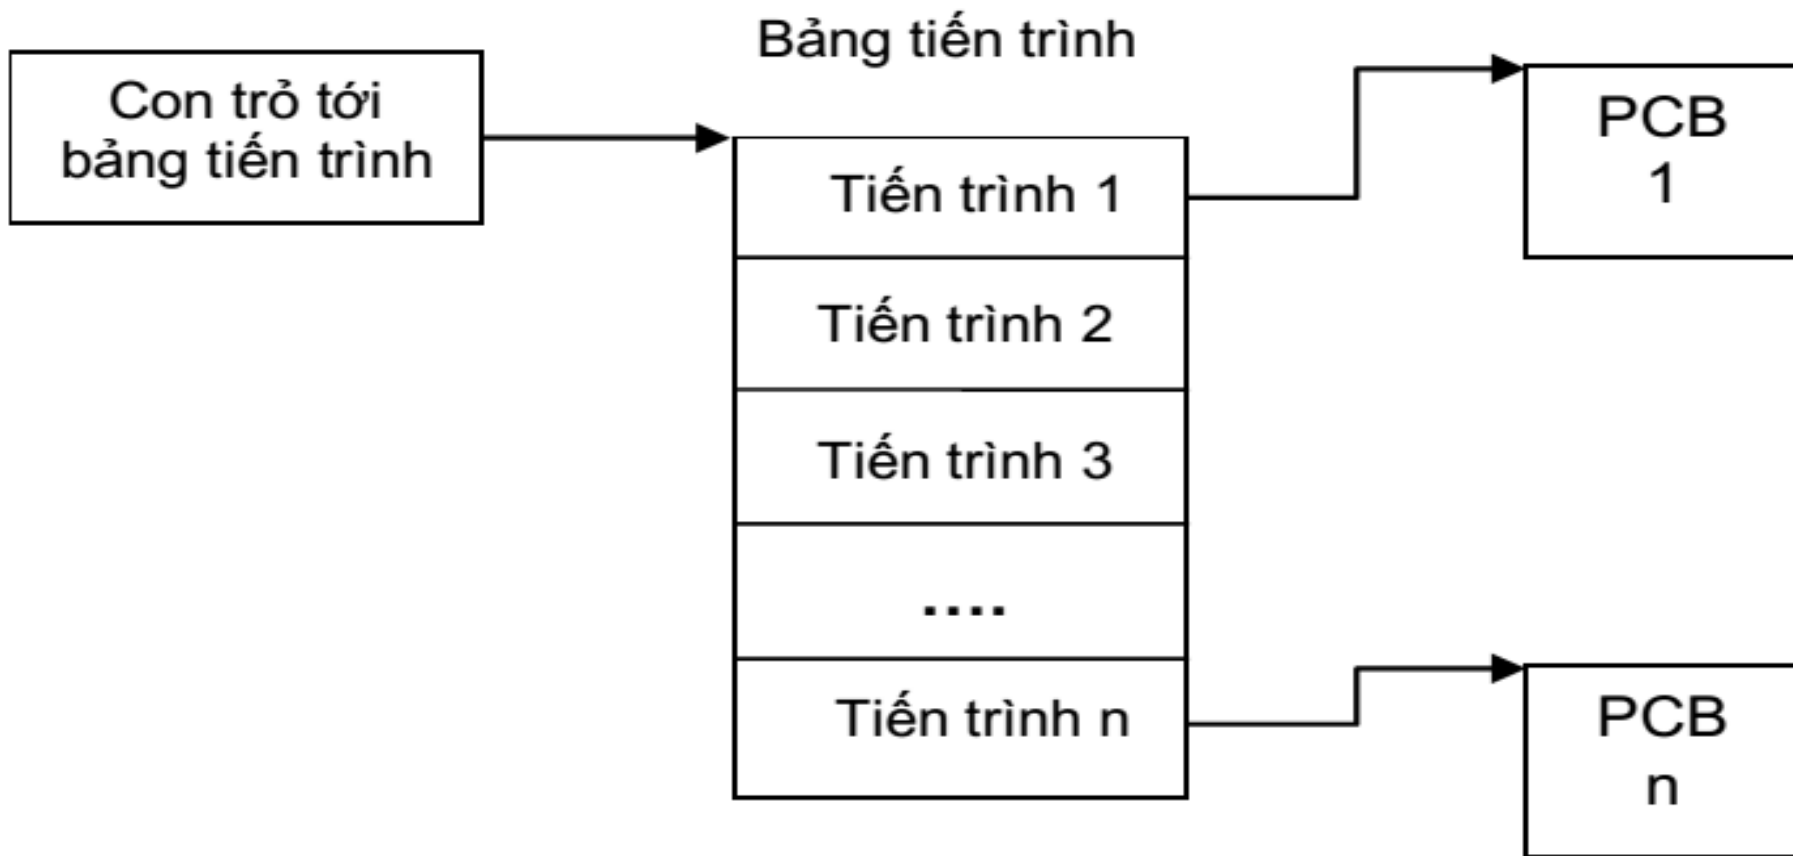 Bảng tiến trình
Con trỏ tới
bảng tiến trình
Tiến trình 1
Tiến trình 2
Tiến trình 3
....
Tiến trình n
PCB
1
PCB
n